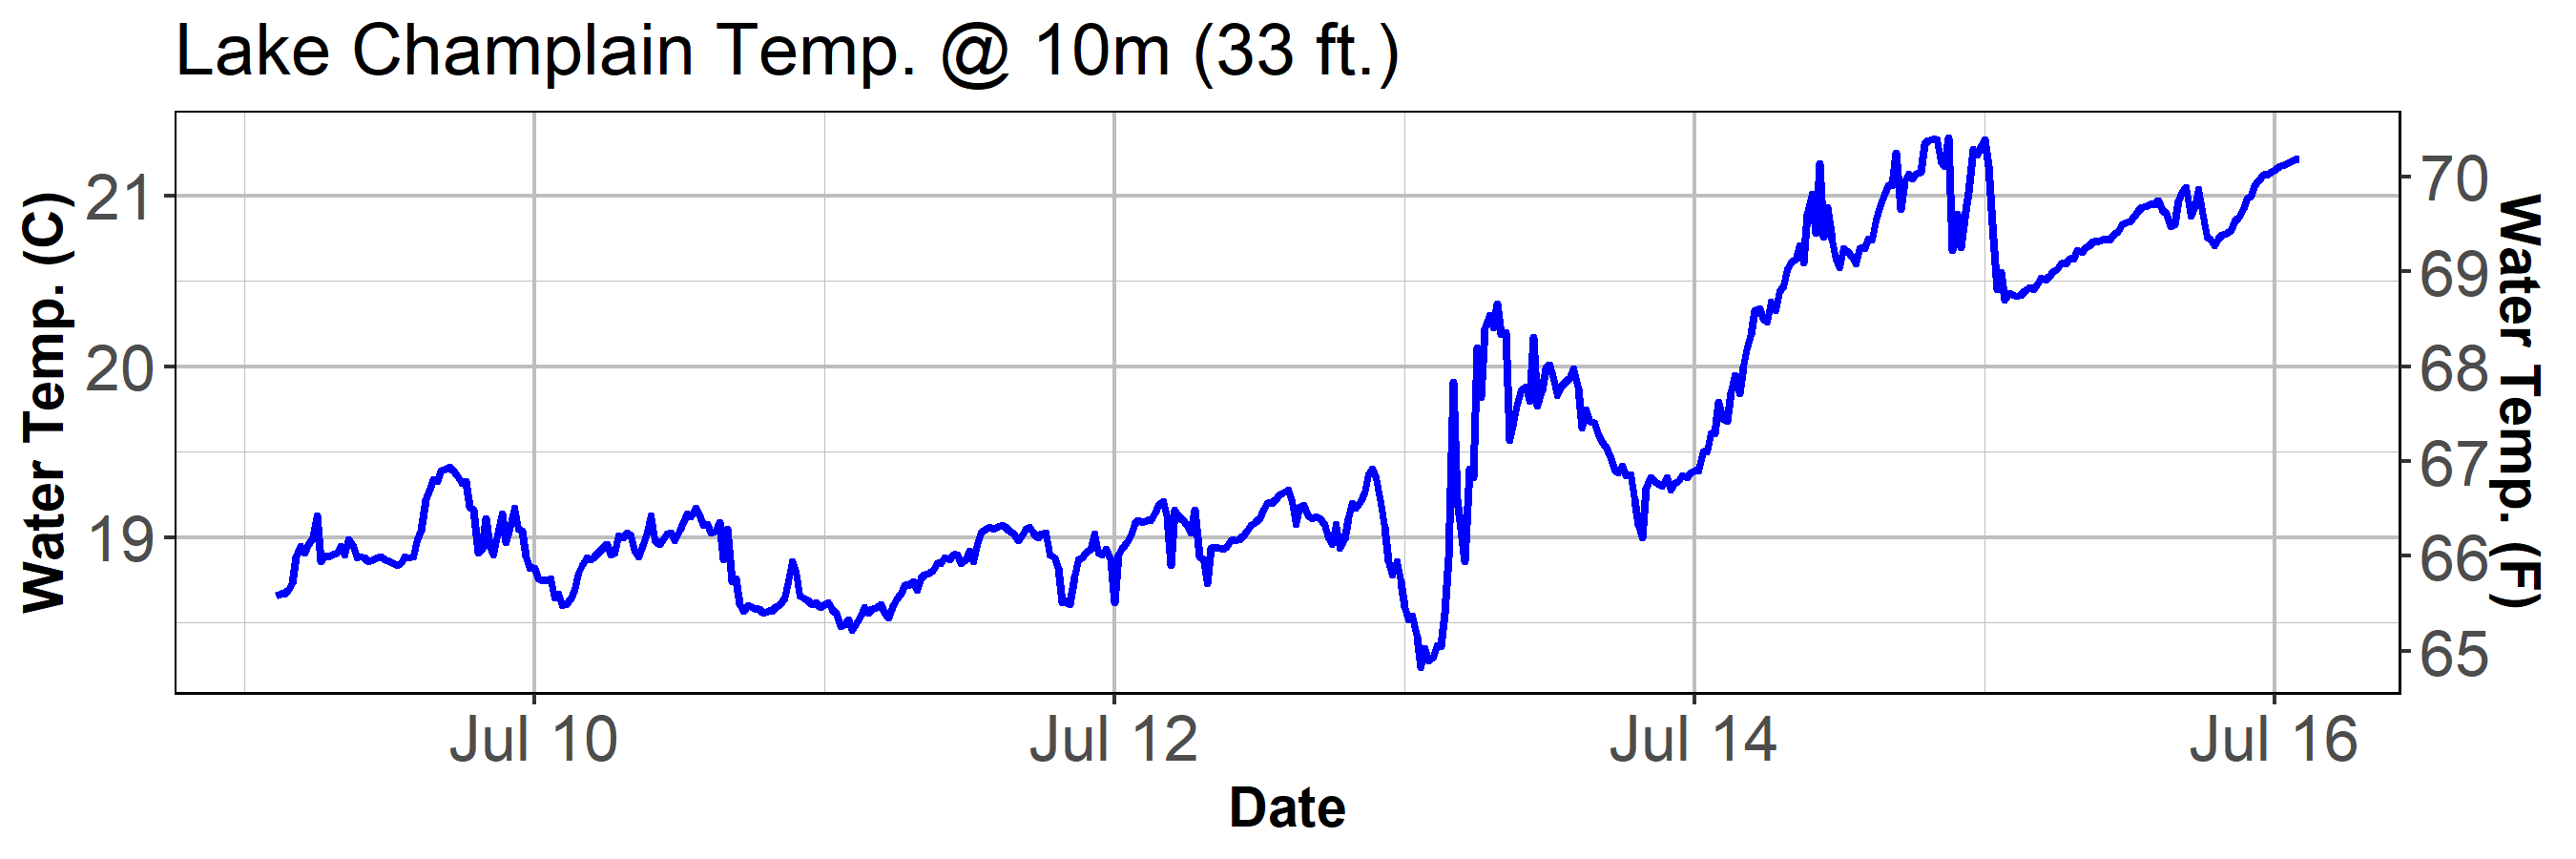 Lake Champlain Temp. @ 10m (33 ft.)
Water Temp. (C)
21
20
19
70
69
68
67
66
65
Water Temp. (F)
Jul 10
Jul 12
Jul 14
Jul 16
Date